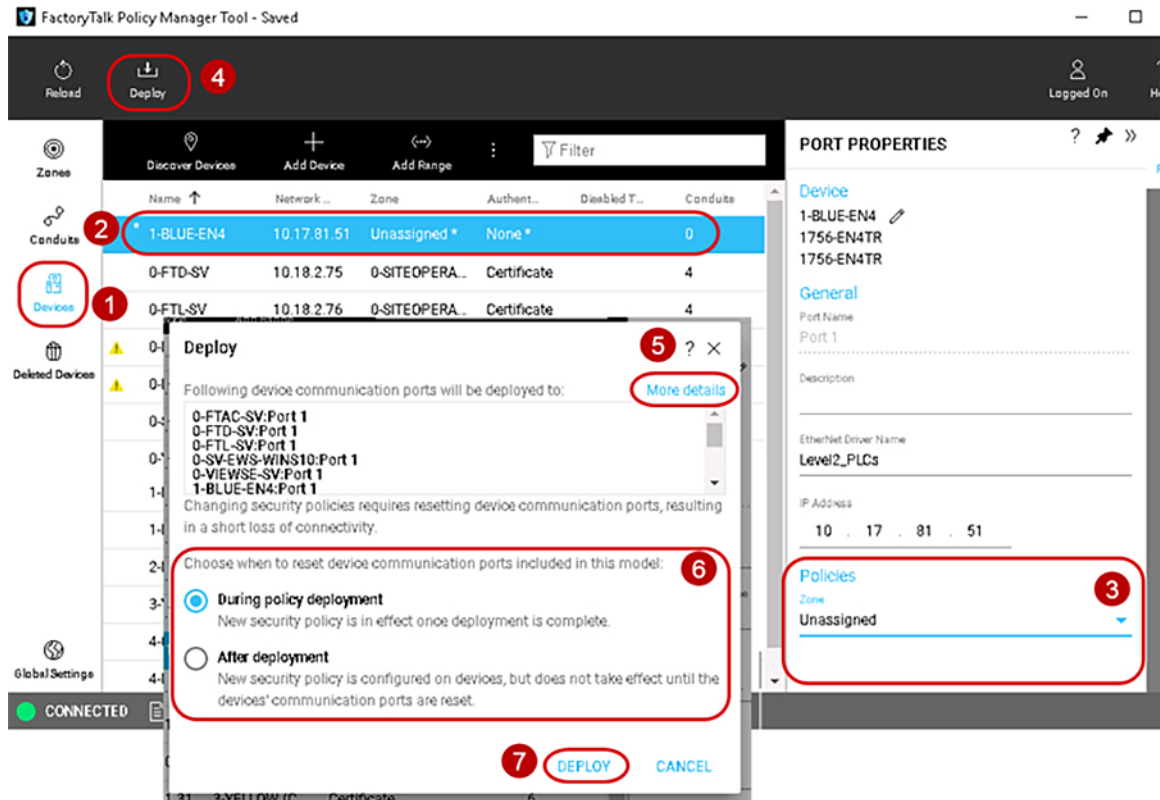 FactoryTalk Policy Manager Tool - Saved
Reload
Deploy
4
Logged On
Zones
Conduits
1
Devices
Deleted Devices
Global Settings
Discover Devices
Add Device
Add Range
Filter
Name Network... Zone Authent... Disabled T... Conduits
2
* 1-BLUE-EN4 10.17.81.51 Unassigned * None * 0
0-FTD-SV 10.18.2.75 0-SITEOPERA... Certificate 4
0-FTL-SV 10.18.2.76 0-SITEOPERA... Certificate 4
Deploy
5
?
Following device communication ports will be deployed to:
More details
0-FTAC-SV:Port 1
0-FTD-SV:Port 1
0-FTL-SV:Port 1
0-SV-EWS-WINS10:Port 1
0-VIEWSE-SV:Port 1
1-BLUE-EN4:Port 1
Changing security policies requires resetting device communication ports, resulting
in a short loss of connectivity.
Choose when to reset device communication ports included in this model:
6
During policy deployment
New security policy is in effect once deployment is complete.
After deployment
New security policy is configured on devices, but does not take effect until the
devices' communication ports are reset.
7
DEPLOY
CANCEL
PORT PROPERTIES
?
Device
1-BLUE-EN4
1756-EN4TR
1756-EN4TR
General
Port Name
Port 1
Description
EtherNet Driver Name
Level2_PLCs
IP Address
10 . 17 . 81 . 51
Policies
3
Zone
Unassigned
CONNECTED